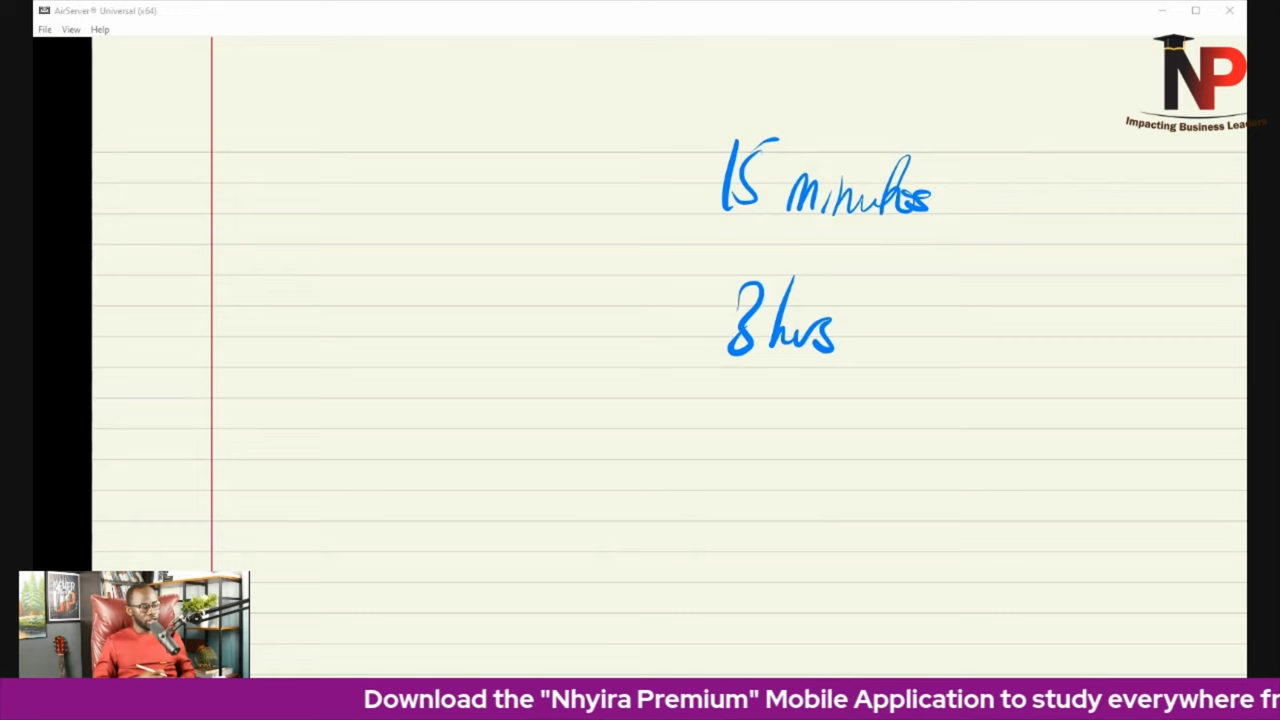 AirServer® Universal (x64)
File View Help
NP
Impacting Business Leaders
15 minutes
8 hrs
Download the "Nhyira Premium" Mobile Application to study everywhere fr